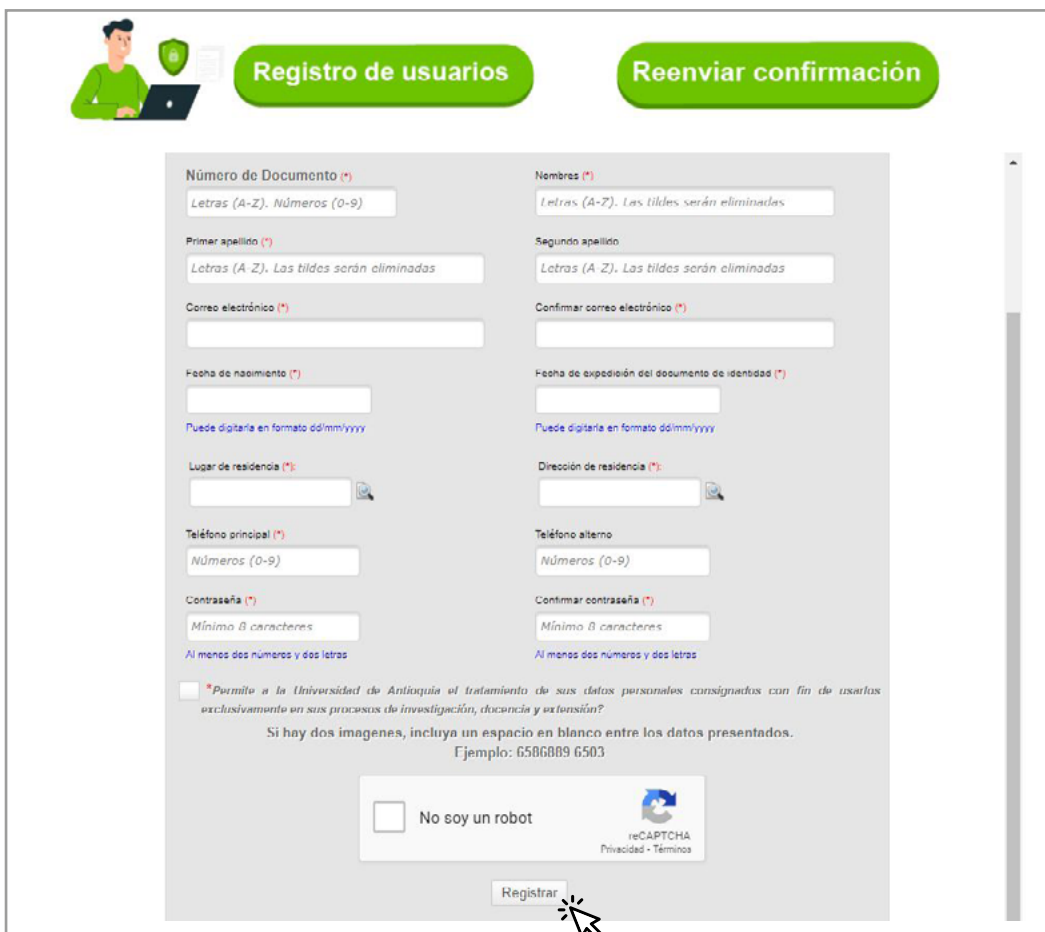 Registro de usuarios
Reenviar confirmación
Número de Documento (*)
Nombres (*)
Letras (A-Z). Números (0-9)
Letras (A-Z). Las tildes serán eliminadas
Primer apellido (*)
Segundo apellido
Letras (A-Z). Las tildes serán eliminadas
Letras (A-Z). Las tildes serán eliminadas
Correo electrónico (*)
Confirmar correo electrónico (*)
Fecha de nacimiento (*)
Fecha de expedición del documento de identidad (*)
Puede digitarla en formato dd/mm/yyyy
Puede digitarla en formato dd/mm/yyyy
Lugar de residencia (*):
Dirección de residencia (*):
Teléfono principal (*)
Teléfono alterno
Números (0-9)
Números (0-9)
Contraseña (*)
Confirmar contraseña (*)
Mínimo 8 caracteres
Mínimo 8 caracteres
Al menos dos números y dos letras
Al menos dos números y dos letras
*Permite a la Universidad de Antioquia el tratamiento de sus datos personales consignados con fin de usarlos
exclusivamente en sus procesos de investigación, docencia y extensión?
Si hay dos imagenes, incluya un espacio en blanco entre los datos presentados.
Ejemplo: 6586889 6503
No soy un robot
reCAPTCHA
Privacidad - Términos
Registrar